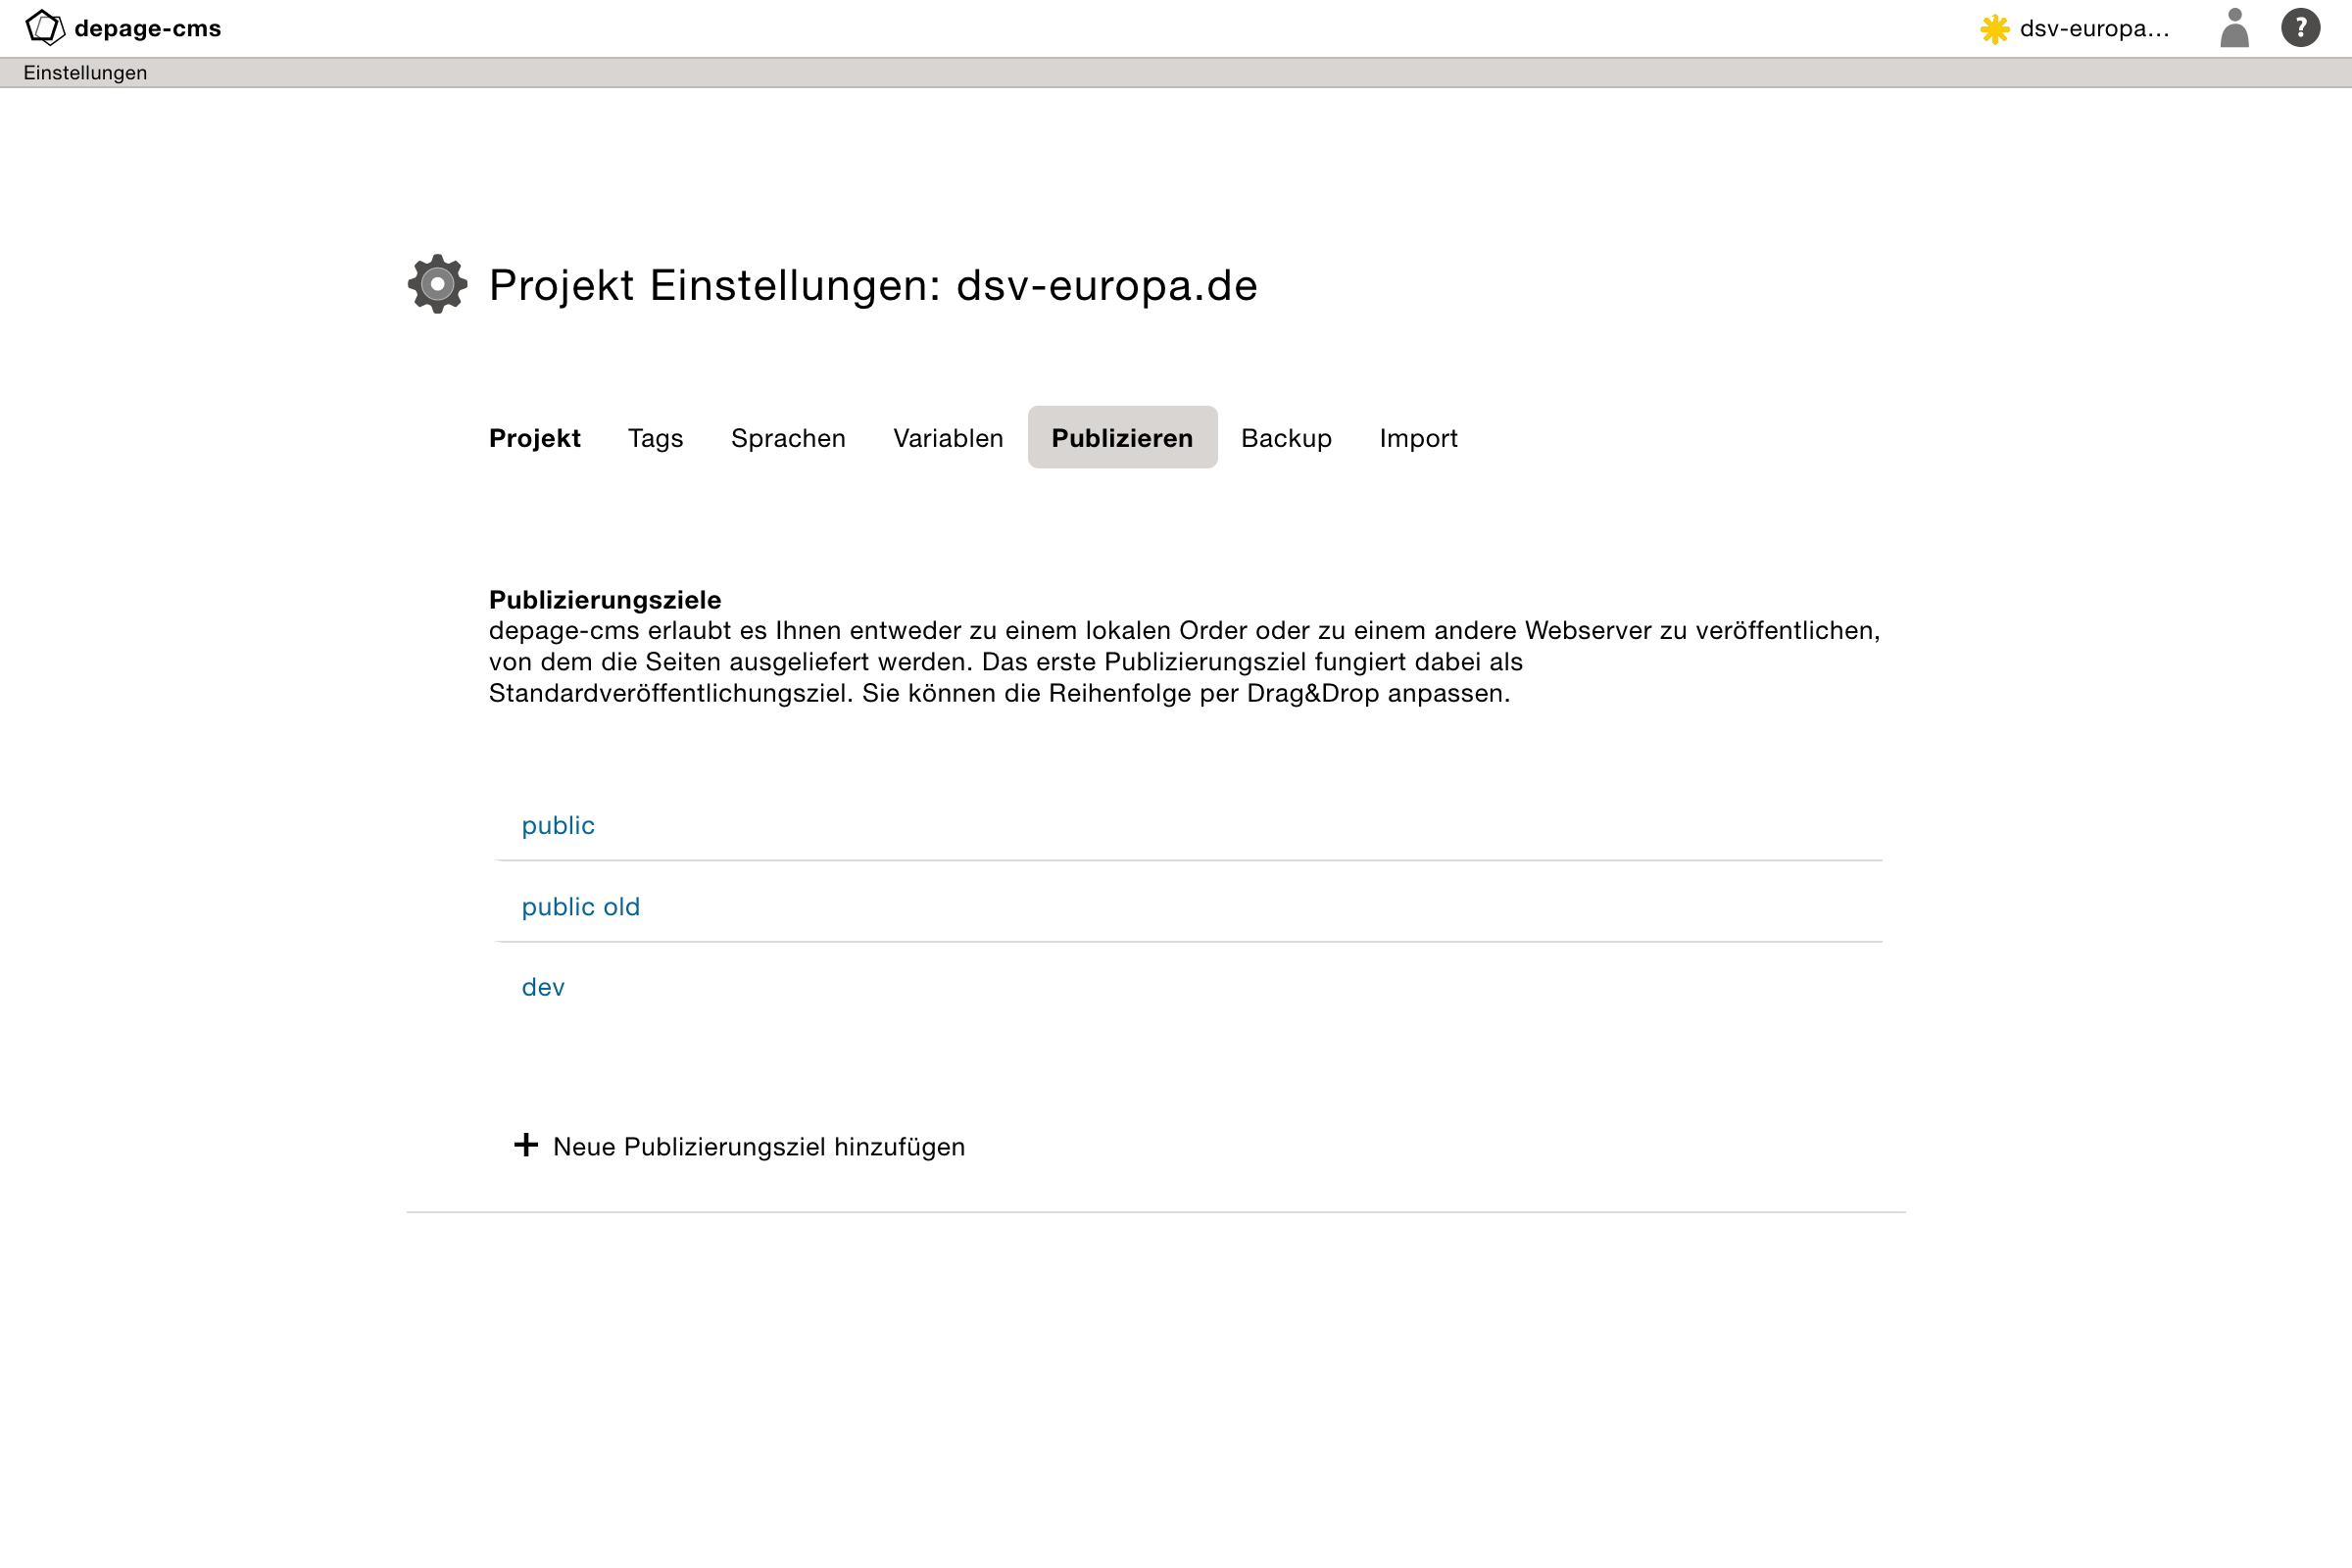 depage-cms
dsv-europa...
?
Einstellungen
Projekt Einstellungen: dsv-europa.de
Projekt Tags Sprachen Variablen Publizieren Backup Import
Publizierungsziele
depage-cms erlaubt es Ihnen entweder zu einem lokalen Order oder zu einem andere Webserver zu veröffentlichen,
von dem die Seiten ausgeliefert werden. Das erste Publizierungsziel fungiert dabei als
Standardveröffentlichungsziel. Sie können die Reihenfolge per Drag&Drop anpassen.
public
public old
dev
Neue Publizierungsziel hinzufügen